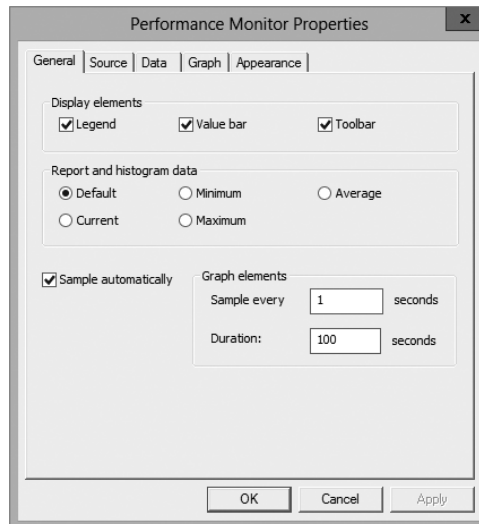 Performance Monitor Properties
x
General Source Data Graph Appearance
Display elements
Legend Value bar Toolbar
Report and histogram data
Default Minimum Average
Current Maximum
Sample automatically
Graph elements
Sample every 1 seconds
Duration: 100 seconds
OK Cancel Apply